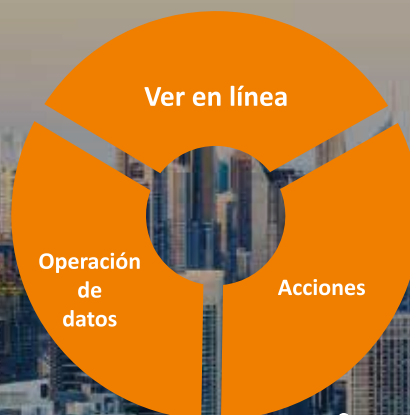 Ver en línea
Operación
de
datos
Acciones